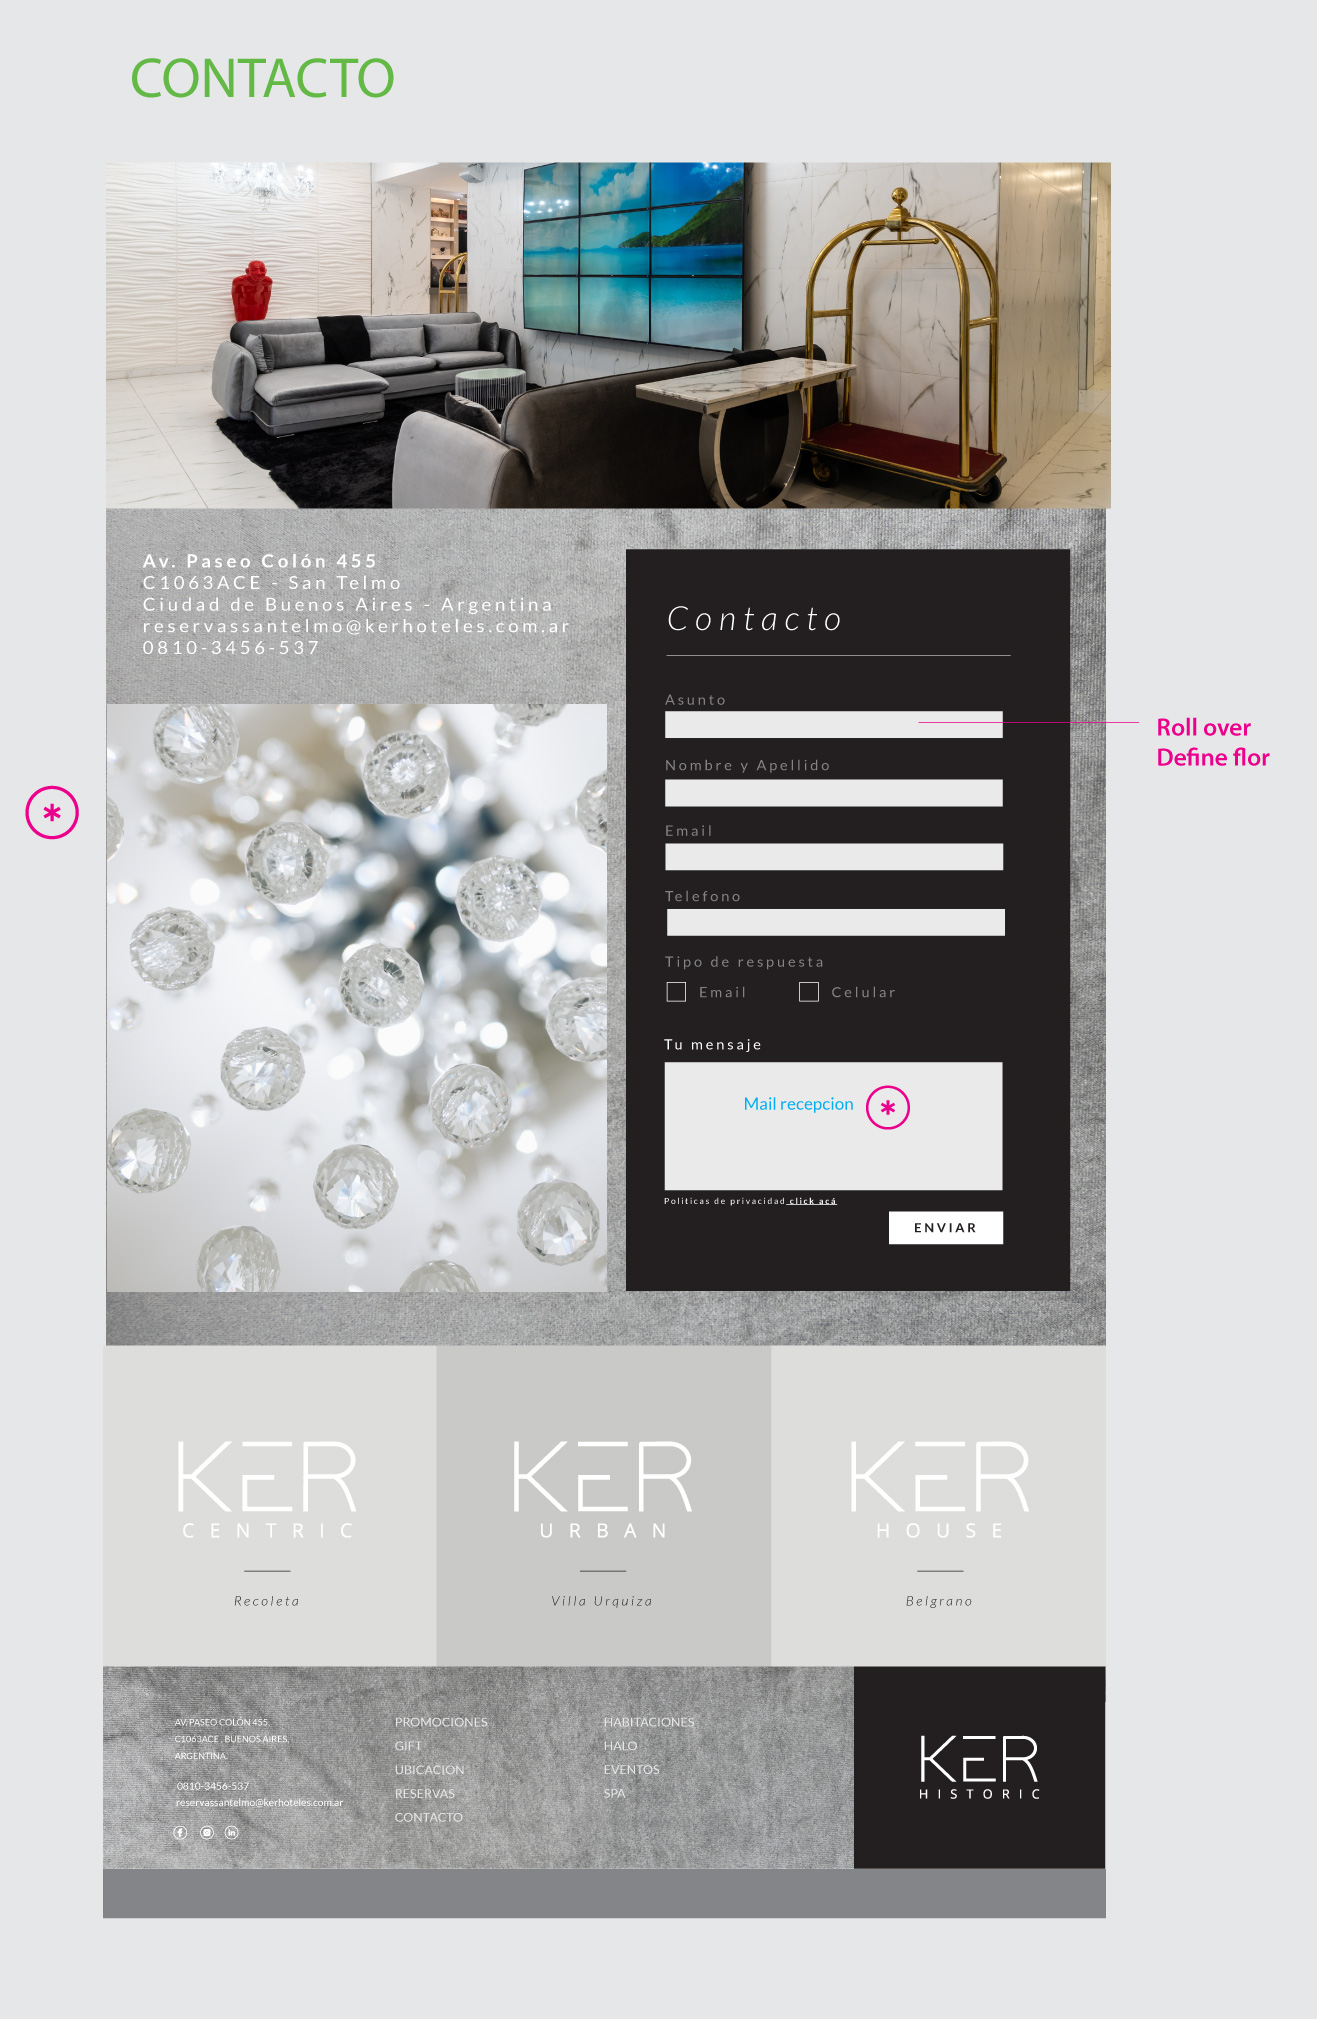 CONTACTO
Av. Paseo Colón 455
C1063ACE - San Telmo
Ciudad de Buenos Aires - Argentina
reservassantelmo@kerhoteles.com.ar
0810-3456-537
Contacto
Asunto
Roll over
Define flor
Nombre y Apellido
*
Email
Telefono
Tipo de respuesta
Email
Celular
Tu mensaje
Mail recepcion *
Politicas de privacidad click acá
ENVIAR
KER
CENTRIC
Recoleta
KER
URBAN
Villa Urquiza
KER
HOUSE
Belgrano
AV. PASEO COLÓN 455,
C1063ACE , BUENOS AIRES,
ARGENTINA.
0810-3456-537
reservassantelmo@kerhoteles.com.ar
PROMOCIONES
GIFT
UBICACION
RESERVAS
CONTACTO
HABITACIONES
HALO
EVENTOS
SPA
KER
HISTORIC